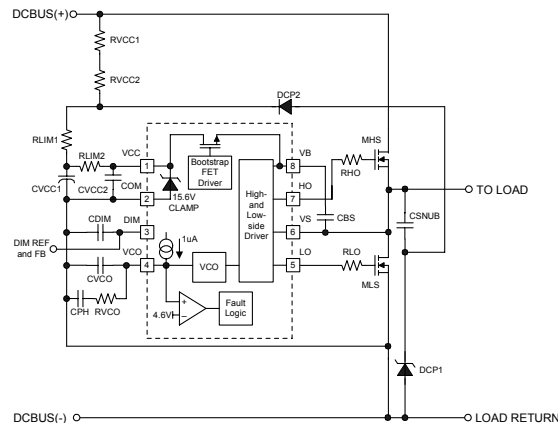 DCBUS(+)
RVCC1
RVCC2
DCP2
RLIM1
MHS
RLIM2
VCC
1
VB
8
Bootstrap
FET
Driver
RHO
CVCC1
CVCC2
COM
2
15.6V
CLAMP
HO
7
TO LOAD
High-
and
Low-
side
Driver
CBS
CSNUB
CDIM
DIM
3
1uA
VS
6
DIM REF
and FB
VCO
4
VCO
LO
5
RLO
MLS
CVCO
CPH
RVCO
4.6V
+
–
Fault
Logic
DCP1
DCBUS(-)
LOAD RETURN